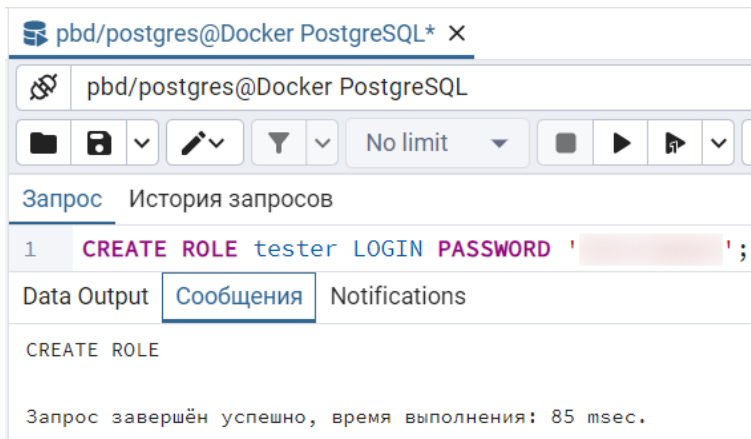 pbd/postgres@Docker PostgreSQL*
pbd/postgres@Docker PostgreSQL
No limit
Запрос История запросов
1 CREATE ROLE tester LOGIN PASSWORD ' ';
Data Output Сообщения Notifications
CREATE ROLE
Запрос завершён успешно, время выполнения: 85 msec.